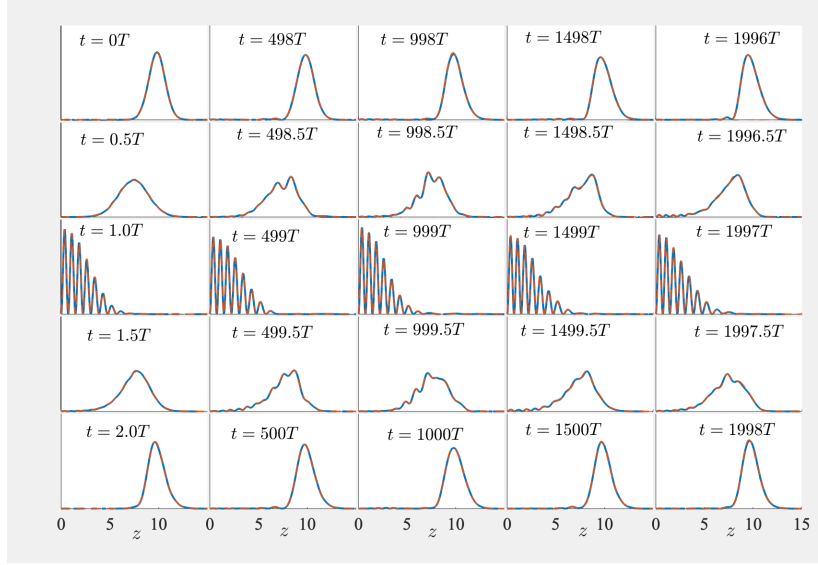 t = 0T
t = 498T
t = 998T
t = 1498T
t = 1996T
t = 0.5T
t = 498.5T
t = 998.5T
t = 1498.5T
t = 1996.5T
t = 1.0T
t = 499T
t = 999T
t = 1499T
t = 1997T
t = 1.5T
t = 499.5T
t = 999.5T
t = 1499.5T
t = 1997.5T
t = 2.0T
t = 500T
t = 1000T
t = 1500T
t = 1998T
0 5 10 0 5 10 0 5 10 0 5 10 0 5 10 15
z z z z z